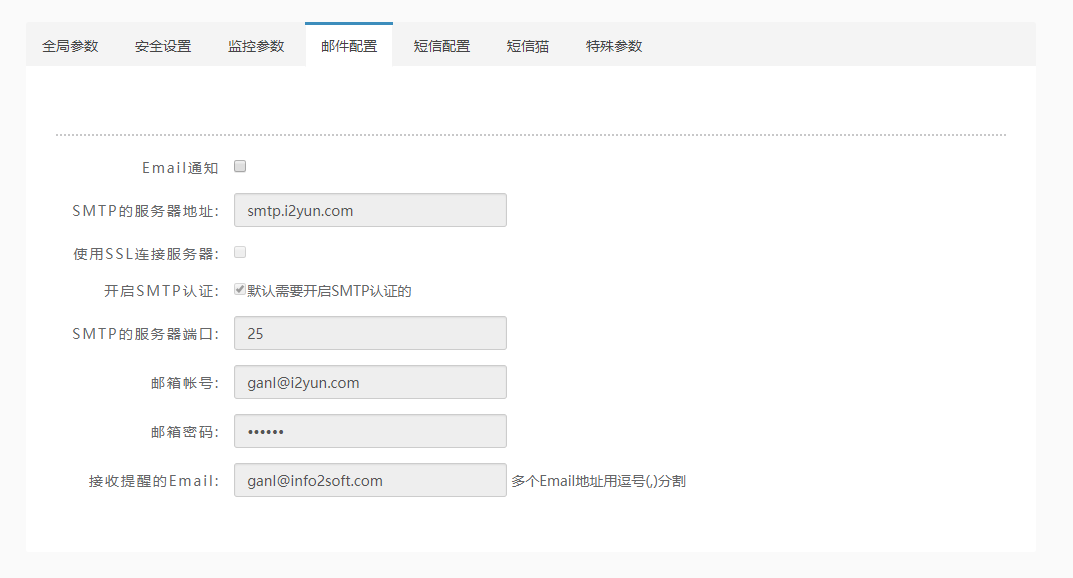 全局参数 安全设置 监控参数 邮件配置 短信配置 短信猫 特殊参数
Email通知
SMTP的服务器地址: smtp.i2yun.com
使用SSL连接服务器:
开启SMTP认证: 默认需要开启SMTP认证的
SMTP的服务器端口: 25
邮箱帐号: ganl@i2yun.com
邮箱密码: ••••••
接收提醒的Email: ganl@info2soft.com 多个Email地址用逗号(,)分割